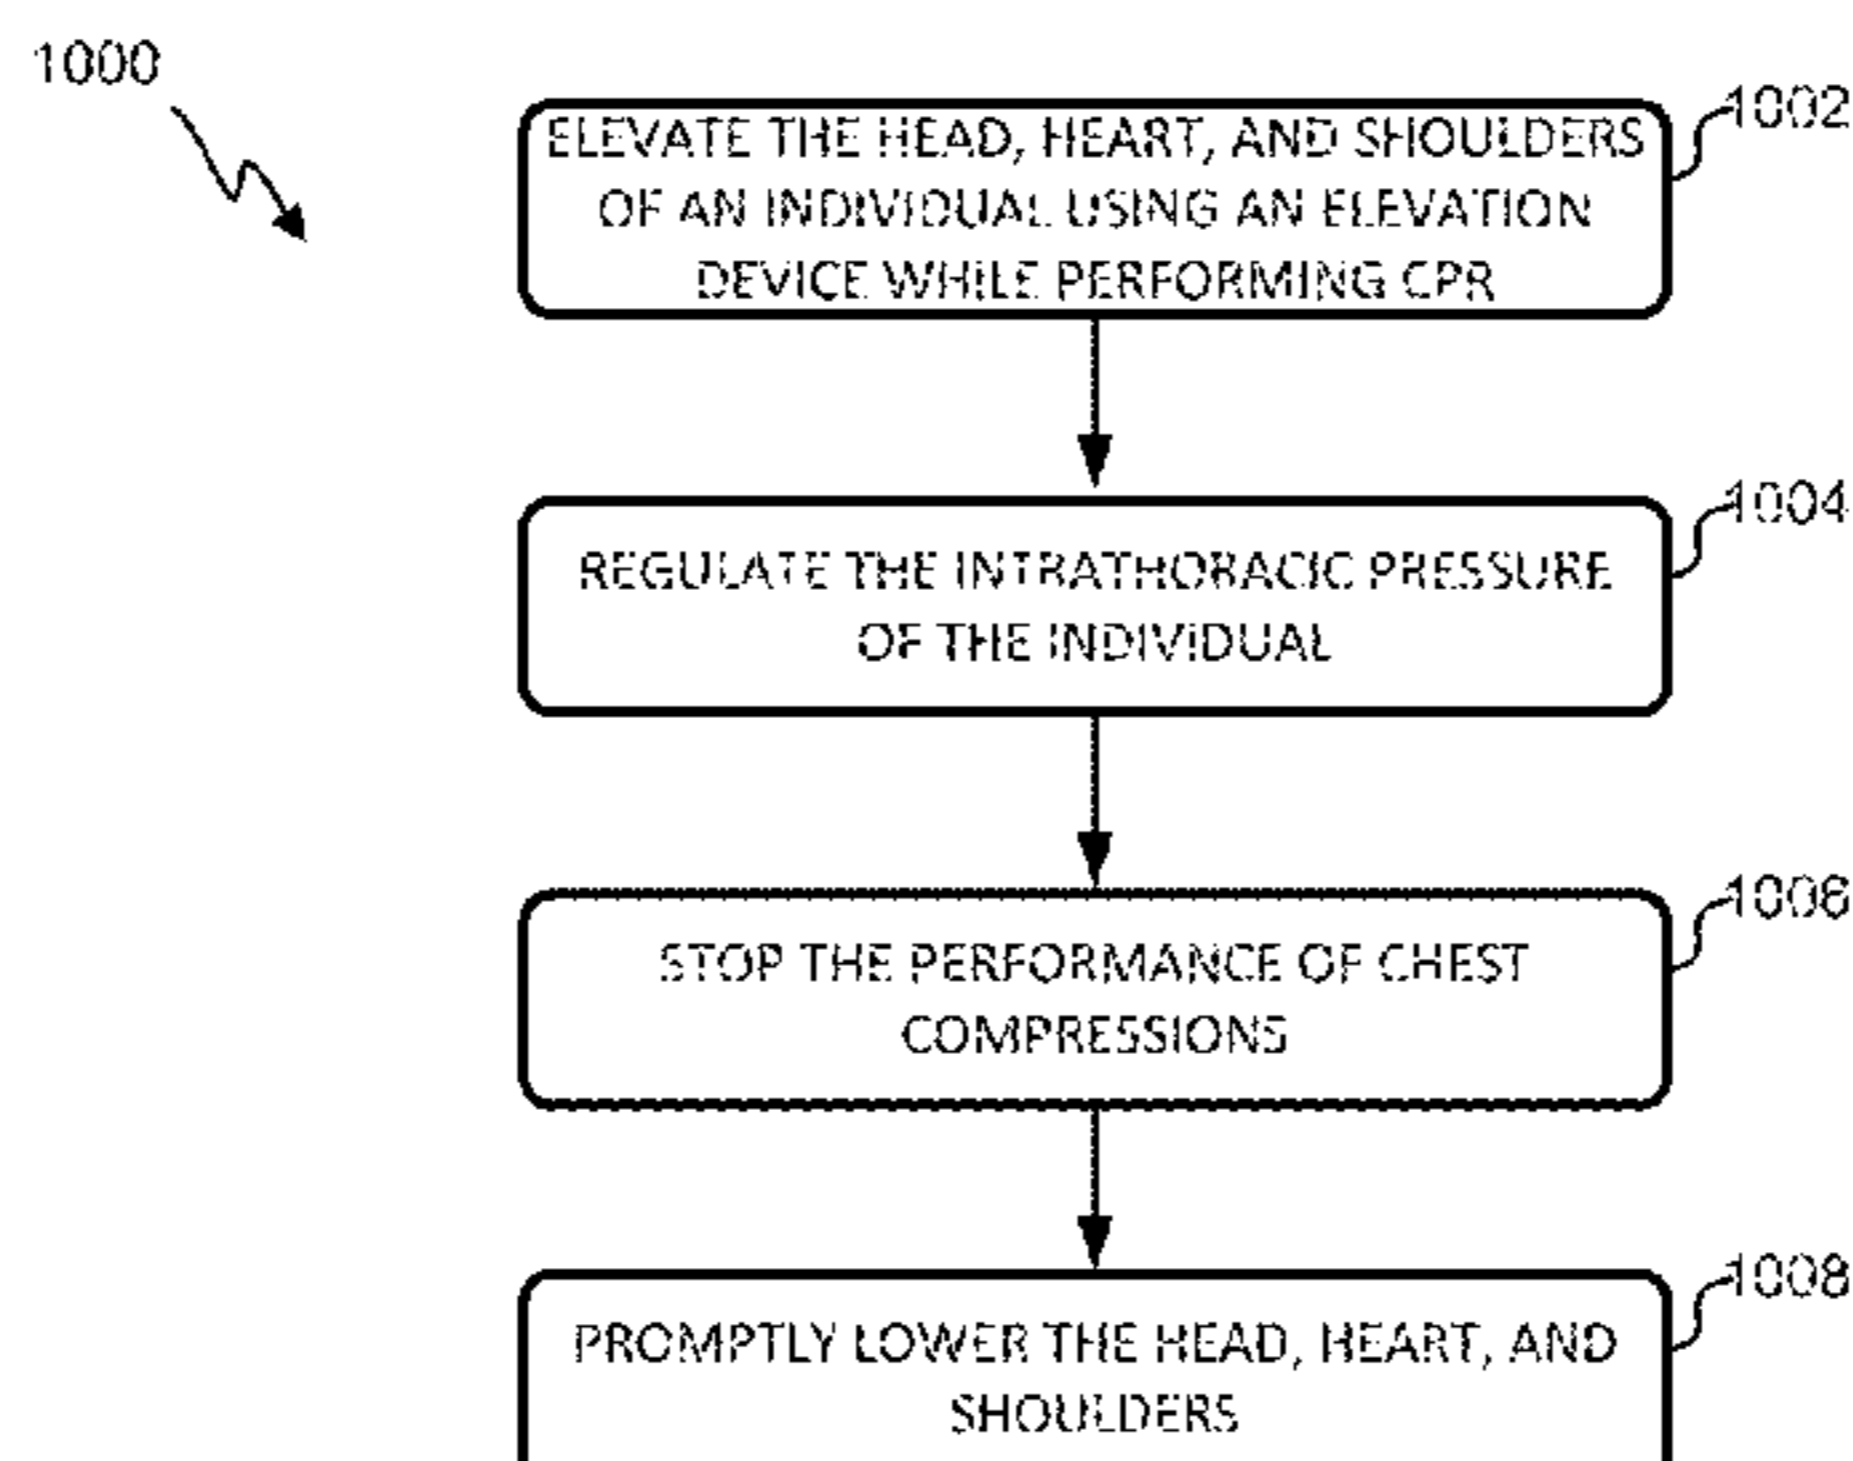 1000
1002
ELEVATE THE HEAD, HEART, AND SHOULDERS
OF AN INDIVIDUAL USING AN ELEVATION
DEVICE WHILE PERFORMING CPR
1004
REGULATE THE INTRATHORACIC PRESSURE
OF THE INDIVIDUAL
1006
STOP THE PERFORMANCE OF CHEST
COMPRESSIONS
1008
PROMPTLY LOWER THE HEAD, HEART, AND
SHOULDERS